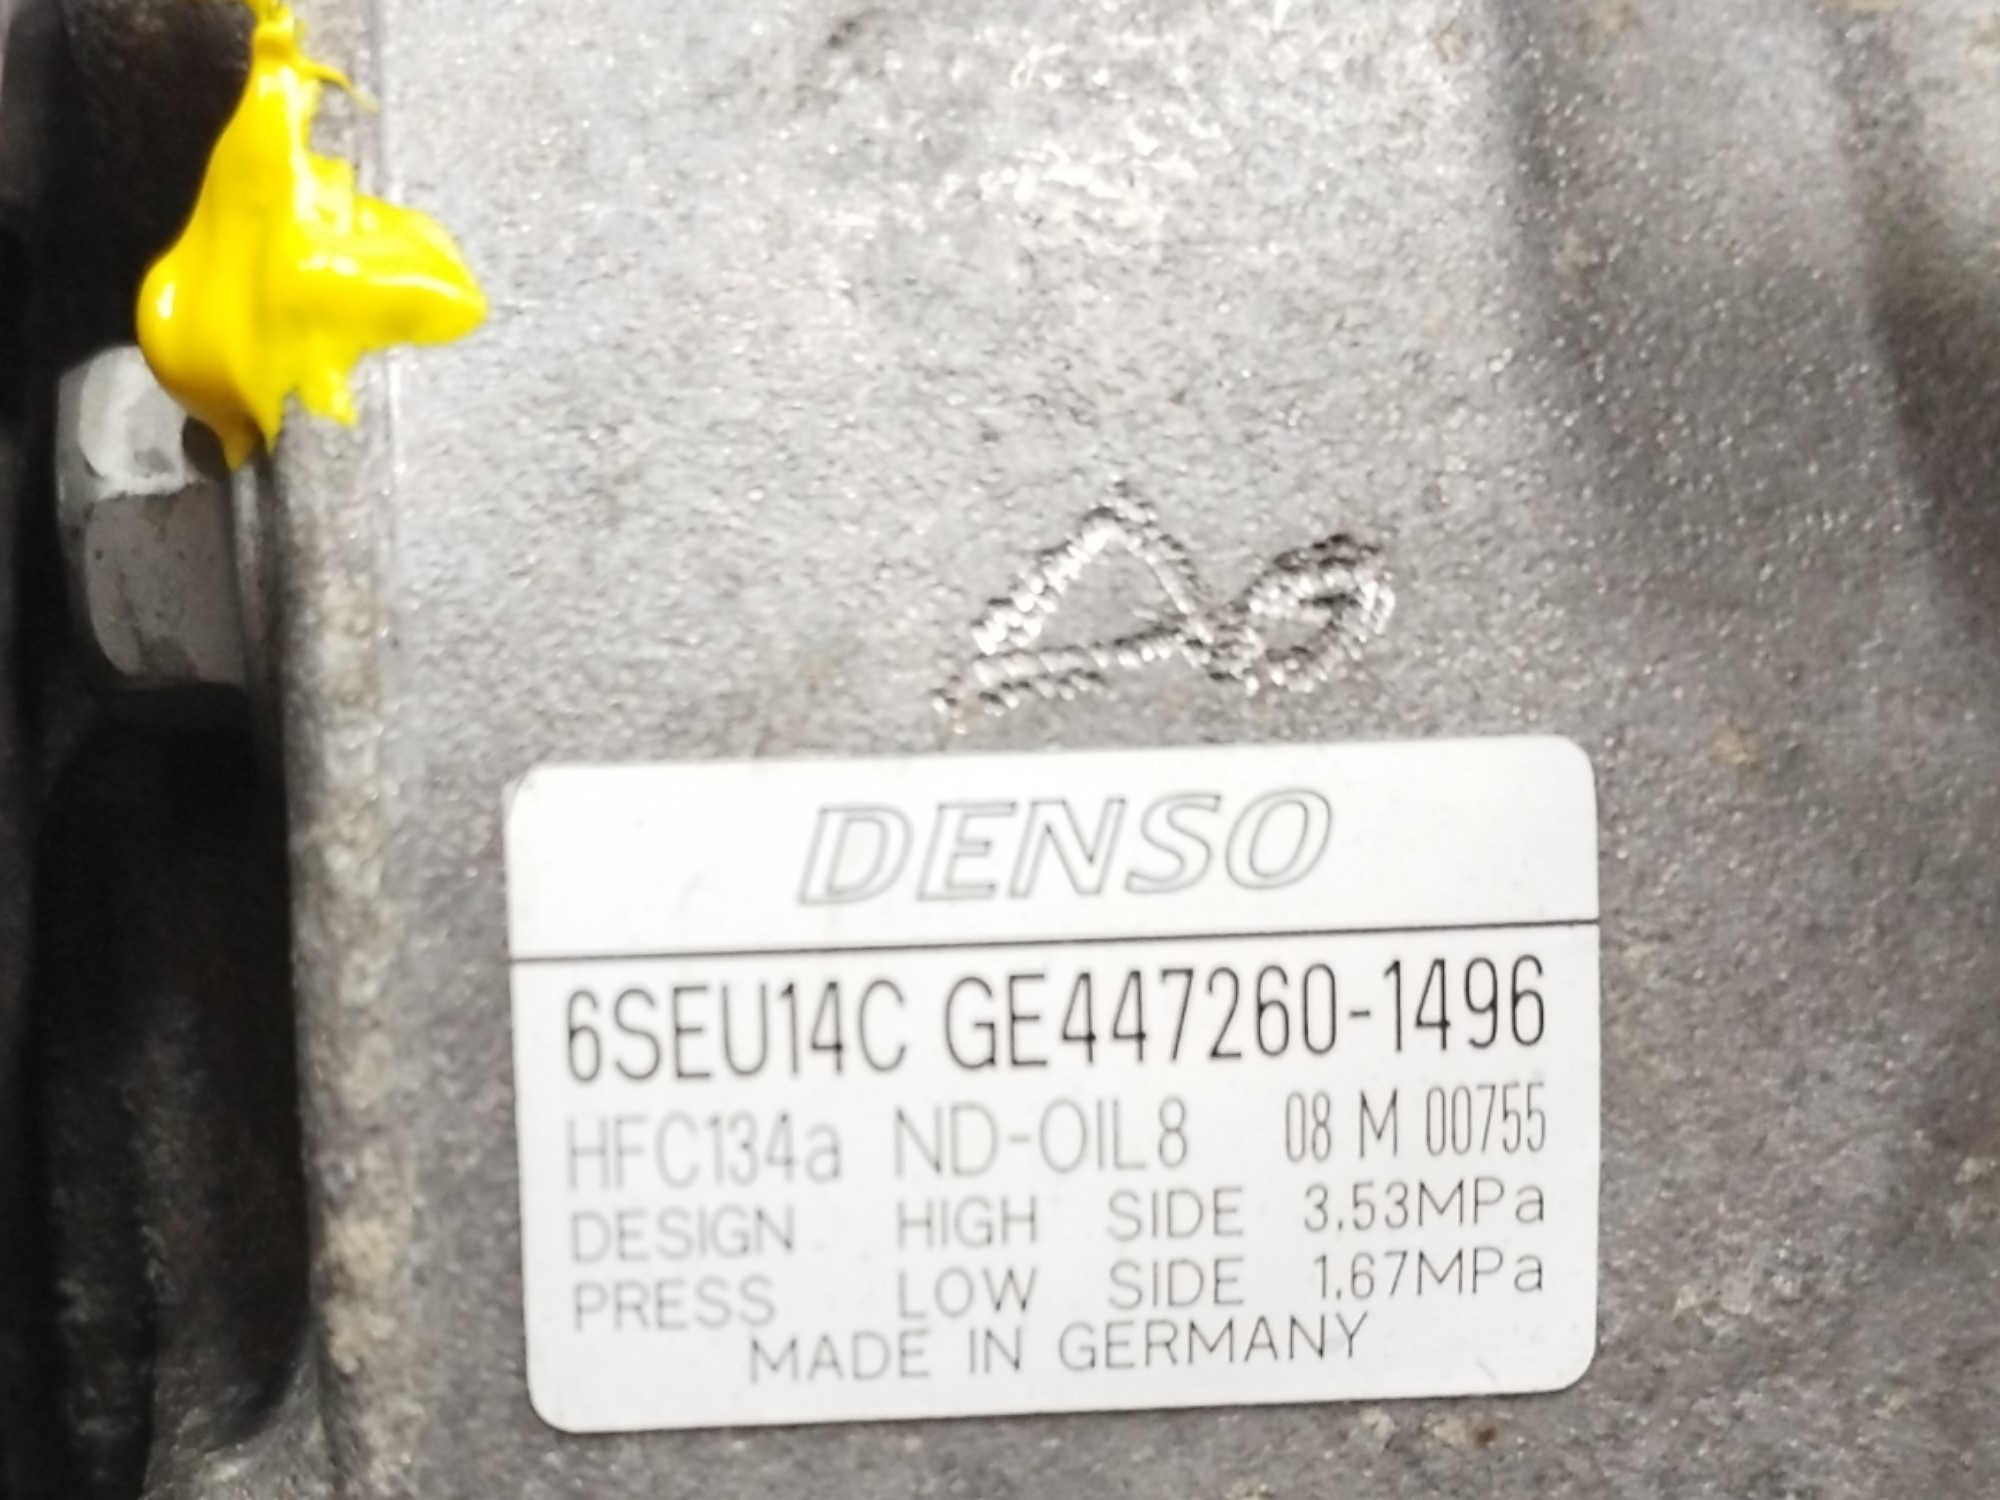 DENSO
6SEU14C GE447260-1496
HFC134a ND-OIL8 08 M 00755
DESIGN HIGH SIDE 3.53MPa
PRESS LOW SIDE 1.67MPa
MADE IN GERMANY